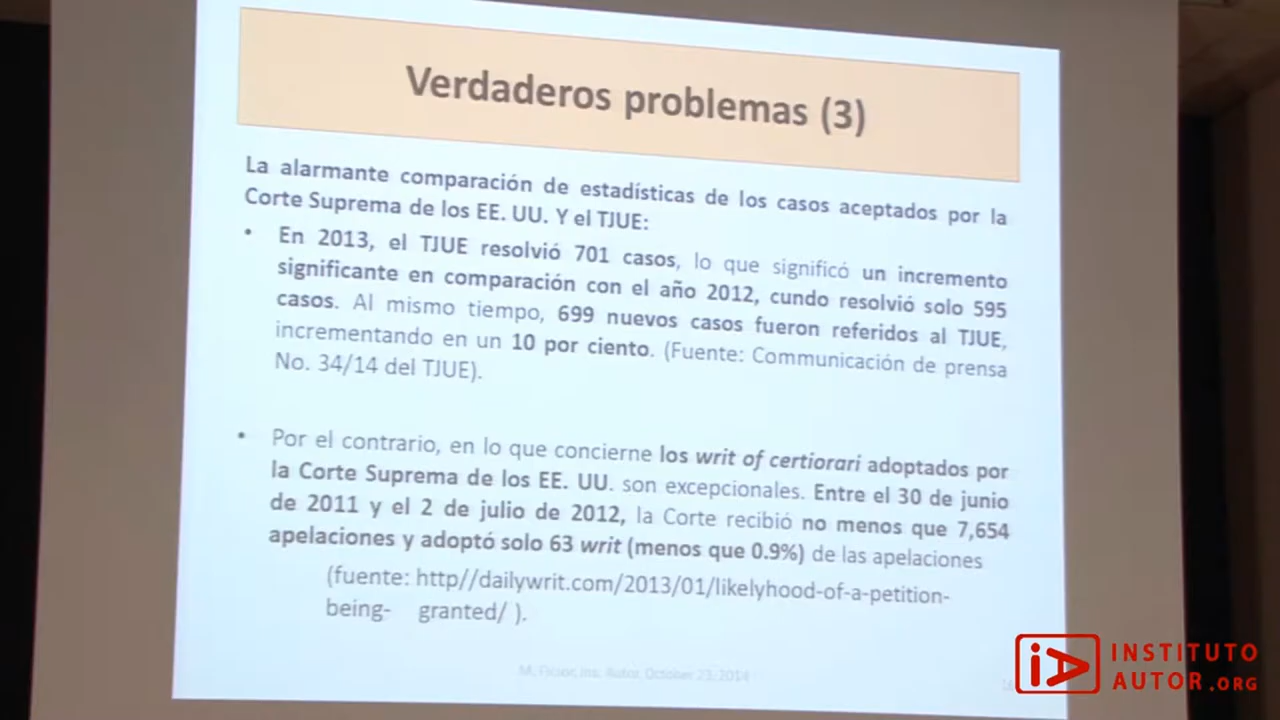 Verdaderos problemas (3)
La alarmante comparación de estadísticas de los casos aceptados por la
Corte Suprema de los EE. UU. Y el TJUE:
• En 2013, el TJUE resolvió 701 casos, lo que significó un incremento
significante en comparación con el año 2012, cundo resolvió solo 595
casos. Al mismo tiempo, 699 nuevos casos fueron referidos al TJUE,
incrementando en un 10 por ciento. (Fuente: Communicación de prensa
No. 34/14 del TJUE).
• Por el contrario, en lo que concierne los writ of certiorari adoptados por
la Corte Suprema de los EE. UU. son excepcionales. Entre el 30 de junio
de 2011 y el 2 de julio de 2012, la Corte recibió no menos que 7,654
apelaciones y adoptó solo 63 writ (menos que 0.9%) de las apelaciones
(fuente: http//dailywrit.com/2013/01/likelyhood-of-a-petition-
being- granted/ ).
M. Ficsor, Ins. Autor, October 23, 2014
iA INSTITUTO
AUTOR.ORG